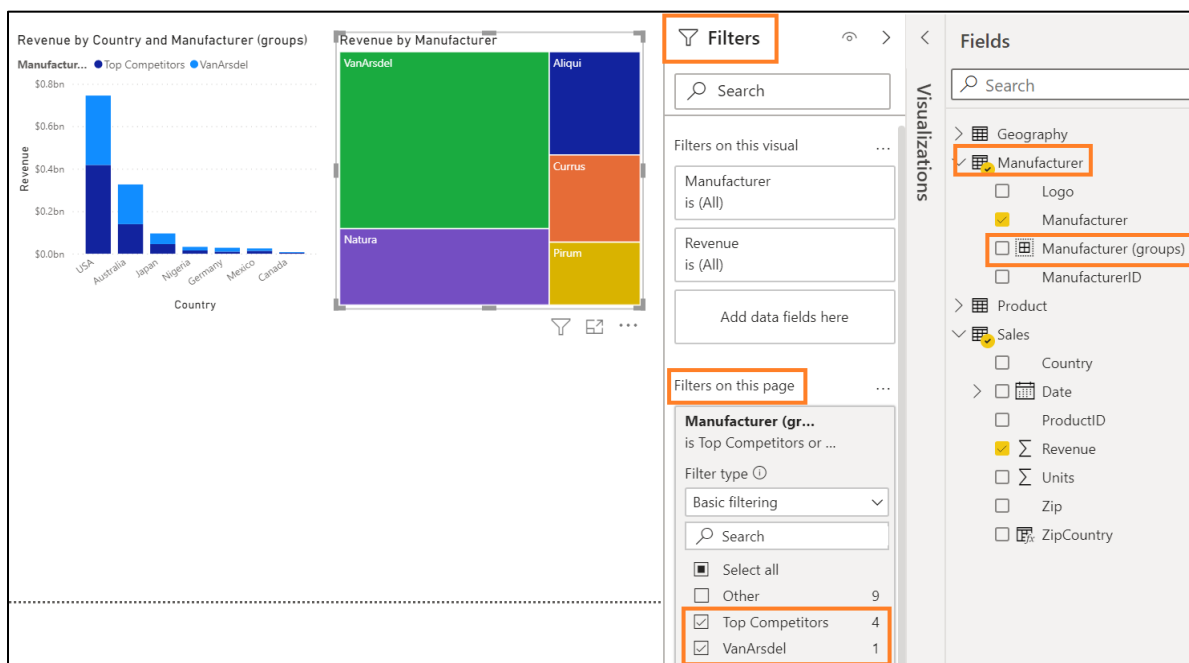 Revenue by Country and Manufacturer (groups)
Manufactur... Top Competitors VanArsdel
$0.8bn
$0.6bn
$0.4bn
$0.2bn
$0.0bn
Revenue
USA
Australia
Japan
Nigeria
Germany
Mexico
Canada
Country
Revenue by Manufacturer
VanArsdel
Aliqui
Currus
Natura
Pirum
Filters
Search
Filters on this visual
...
Manufacturer
is (All)
Revenue
is (All)
Add data fields here
Filters on this page
...
Manufacturer (gr...
is Top Competitors or ...
Filter type
Basic filtering
Search
Select all
Other 9
Top Competitors 4
VanArsdel 1
Visualizations
Fields
Search
Geography
Manufacturer
Logo
Manufacturer
Manufacturer (groups)
ManufacturerID
Product
Sales
Country
Date
ProductID
Revenue
Units
Zip
ZipCountry